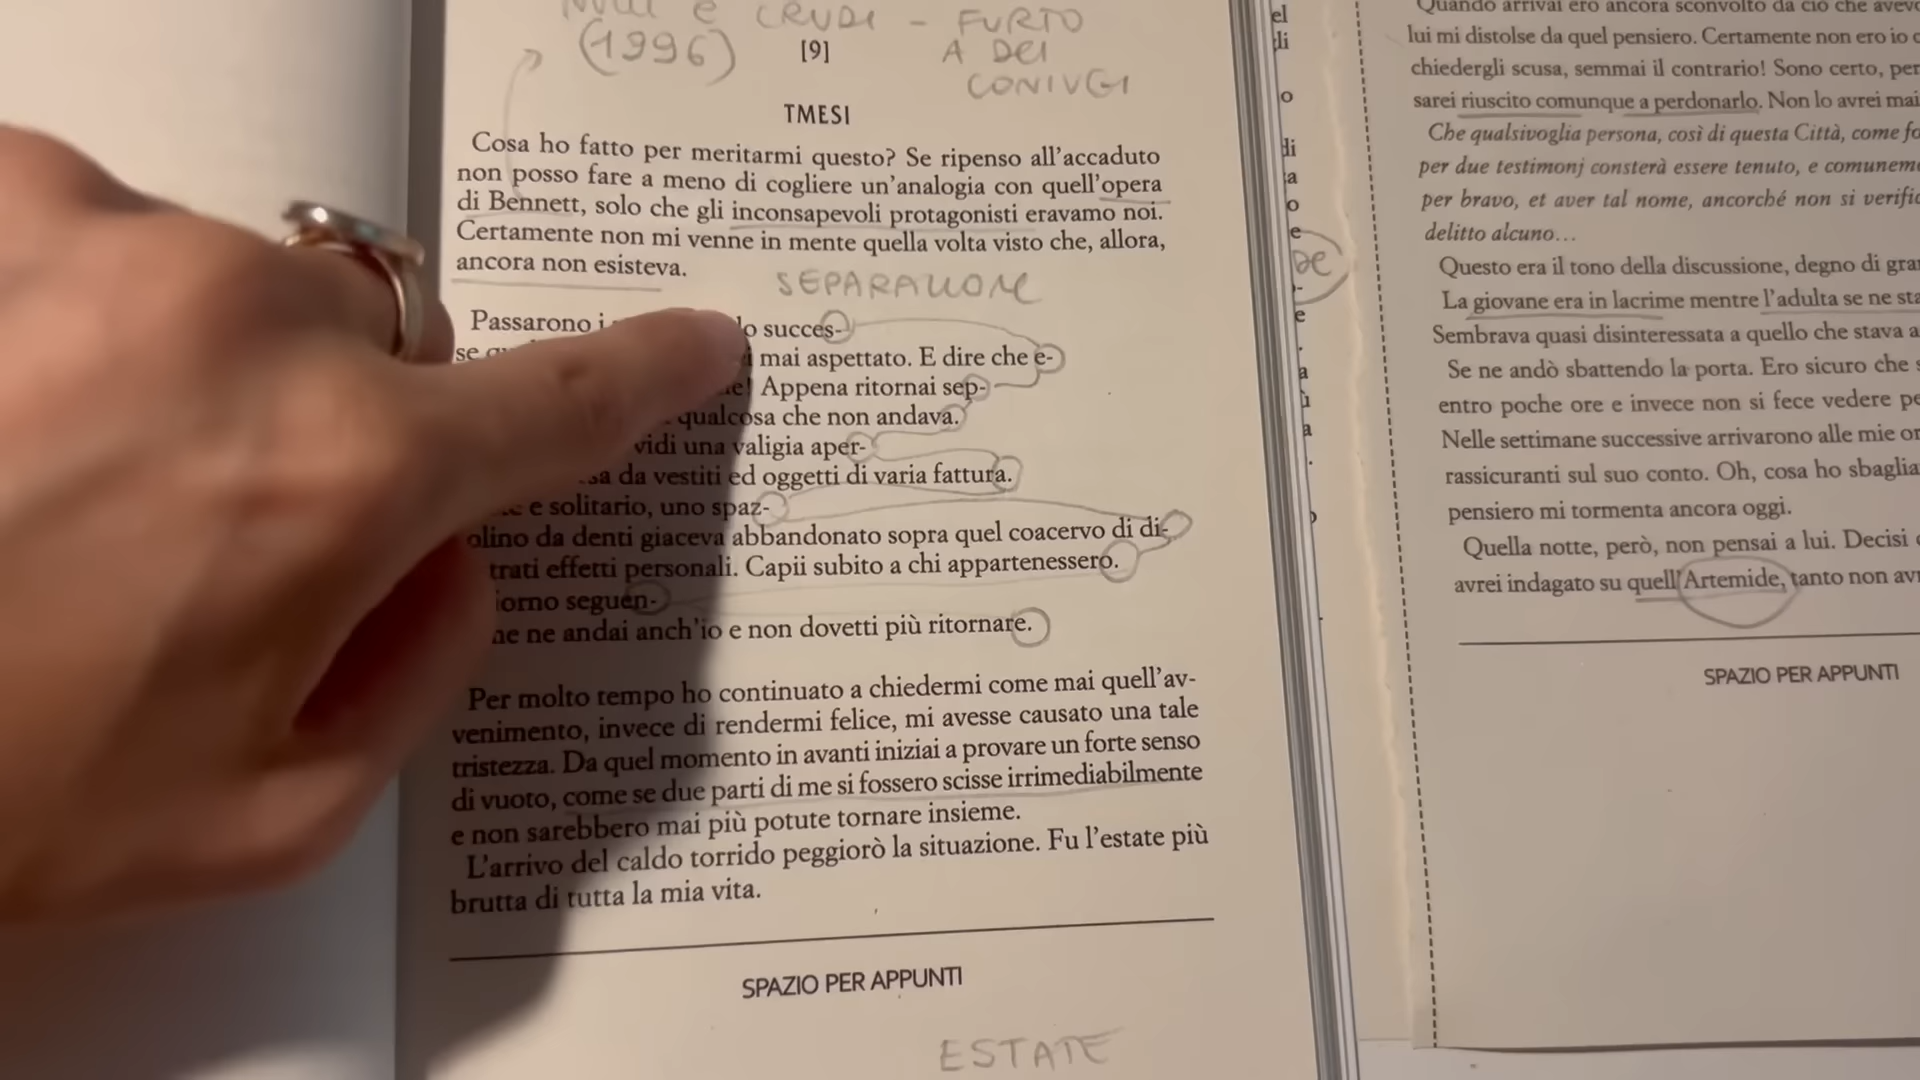 NUDI E CRUDI - FURTO
(1996) [9] A DEI
CONIUGI
TMESI
Cosa ho fatto per meritarmi questo? Se ripenso all'accaduto
non posso fare a meno di cogliere un'analogia con quell'opera
di Bennett, solo che gli inconsapevoli protagonisti eravamo noi.
Certamente non mi venne in mente quella volta visto che, allora,
ancora non esisteva.
SEPARAZIONE
Passarono i succes-
se mai aspettato. E dire che e-
Appena ritornai sep-
qualcosa che non andava.
vidi una valigia aper-
da vestiti ed oggetti di varia fattura.
e solitario, uno spaz-
olino da denti giaceva abbandonato sopra quel coacervo di di-
trati effetti personali. Capii subito a chi appartenessero.
iorno seguen-
ne andai anch'io e non dovetti più ritornare.
Per molto tempo ho continuato a chiedermi come mai quell'av-
venimento, invece di rendermi felice, mi avesse causato una tale
tristezza. Da quel momento in avanti iniziai a provare un forte senso
di vuoto, come se due parti di me si fossero scisse irrimediabilmente
e non sarebbero mai più potute tornare insieme.
L'arrivo del caldo torrido peggiorò la situazione. Fu l'estate più
brutta di tutta la mia vita.
SPAZIO PER APPUNTI
ESTATE
el
di
o
di
a
o
e
DE
e
a
a
Quando arrivai ero ancora sconvolto da ciò che
lui mi distolse da quel pensiero. Certamente non ero io
chiedergli scusa, semmai il contrario! Sono certo,
sarei riuscito comunque a perdonarlo. Non lo avrei mai
Che qualsivoglia persona, così di questa Città, come
per due testimonj consterà essere tenuto, e
per bravo, et aver tal nome, ancorché non si
delitto alcuno…
Questo era il tono della discussione, degno di
La giovane era in lacrime mentre l'adulta se ne
Sembrava quasi disinteressata a quello che stava
Se ne andò sbattendo la porta. Ero sicuro che
entro poche ore e invece non si fece vedere
Nelle settimane successive arrivarono alle mie
rassicuranti sul suo conto. Oh, cosa ho
pensiero mi tormenta ancora oggi.
Quella notte, però, non pensai a lui. Decisi
avrei indagato su quell'Artemide, tanto non
SPAZIO PER APPUNTI